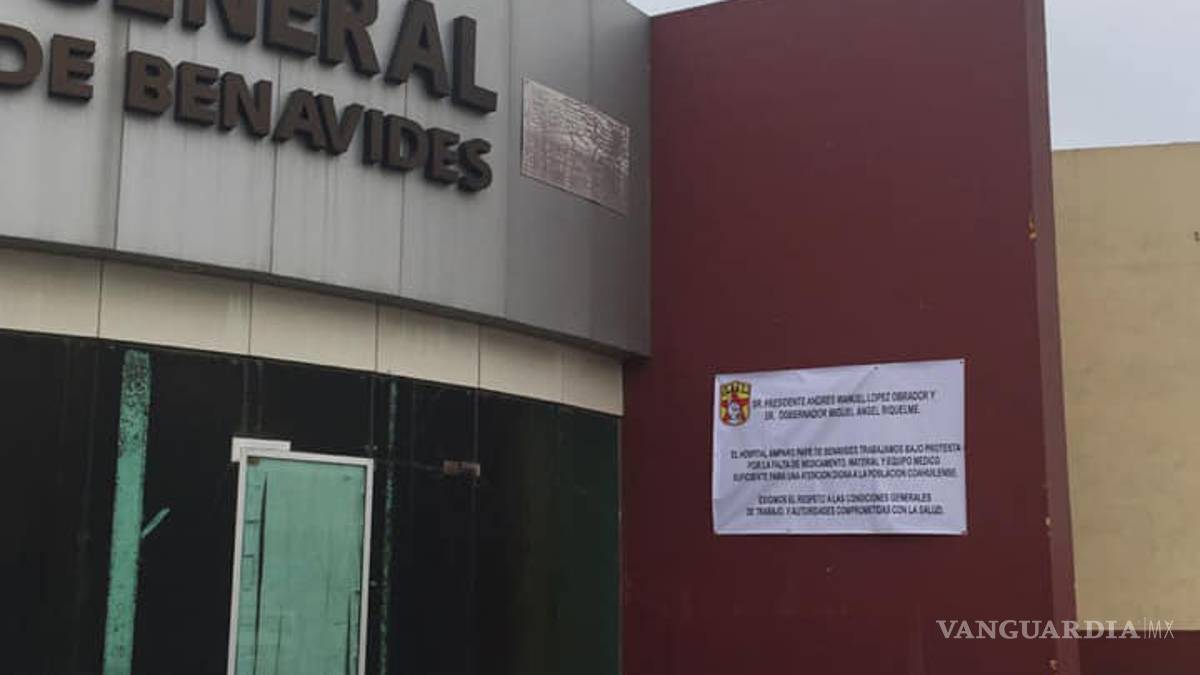 GENERAL
DE BENAVIDES
SR. PRESIDENTE ANDRES MANUEL LOPEZ OBRADOR Y
SR. GOBERNADOR MIGUEL ANGEL RIQUELME.
EL HOSPITAL AMPARO PAPE DE BENAVIDES TRABAJAMOS BAJO PROTESTA
POR LA FALTA DE MEDICAMENTO, MATERIAL Y EQUIPO MEDICO
SUFICIENTE PARA UNA ATENCION DIGNA A LA POBLACION COAHUILENSE.
EXIGIMOS EL RESPETO A LAS CONDICIONES GENERALES
DE TRABAJO, Y AUTORIDADES COMPROMETIDAS CON LA SALUD.
VANGUARDIA|MX